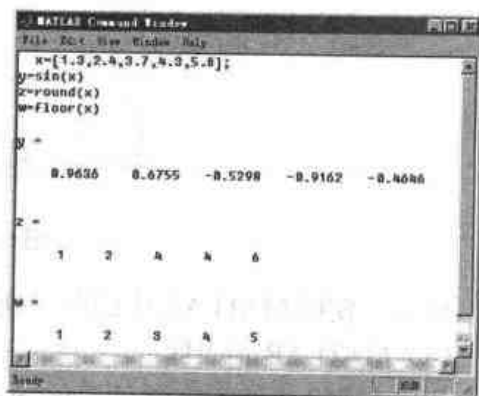 MATLAB Command Window
File Edit View Window Help
x=[1.3,2.4,3.7,4.3,5.8];
y=sin(x)
z=round(x)
w=floor(x)
y =
0.9636 0.6755 -0.5298 -0.9162 -0.4646
z =
1 2 4 4 6
w =
1 2 3 4 5
Ready